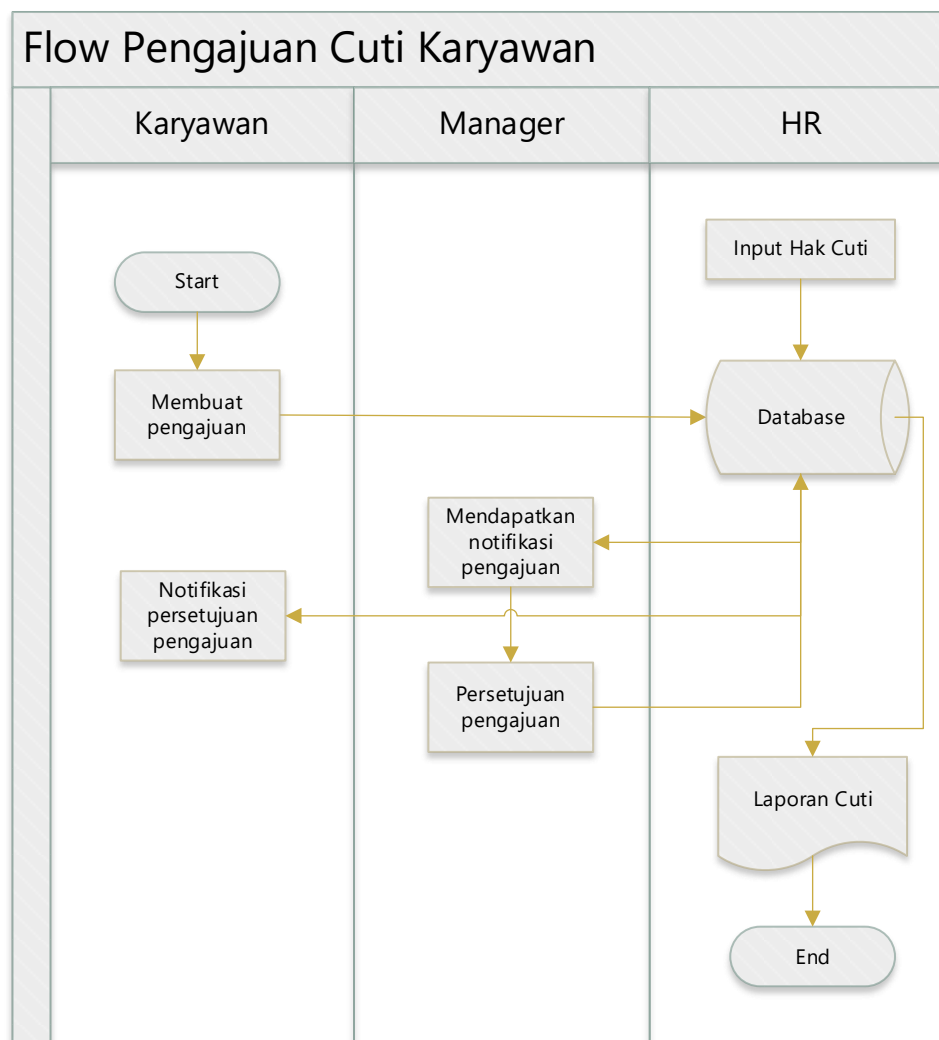 Flow Pengajuan Cuti Karyawan
Karyawan
Manager
HR
Input Hak Cuti
Start
Membuat
pengajuan
Database
Mendapatkan
notifikasi
pengajuan
Notifikasi
persetujuan
pengajuan
Persetujuan
pengajuan
Laporan Cuti
End